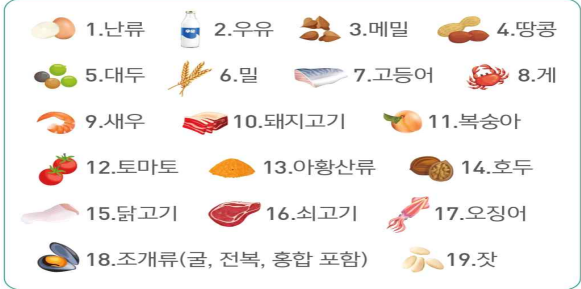 1.난류 2.우유 3.메밀 4.땅콩
5.대두 6.밀 7.고등어 8.게
9.새우 10.돼지고기 11.복숭아
12.토마토 13.아황산류 14.호두
15.닭고기 16.쇠고기 17.오징어
18.조개류(굴, 전복, 홍합 포함) 19.잣